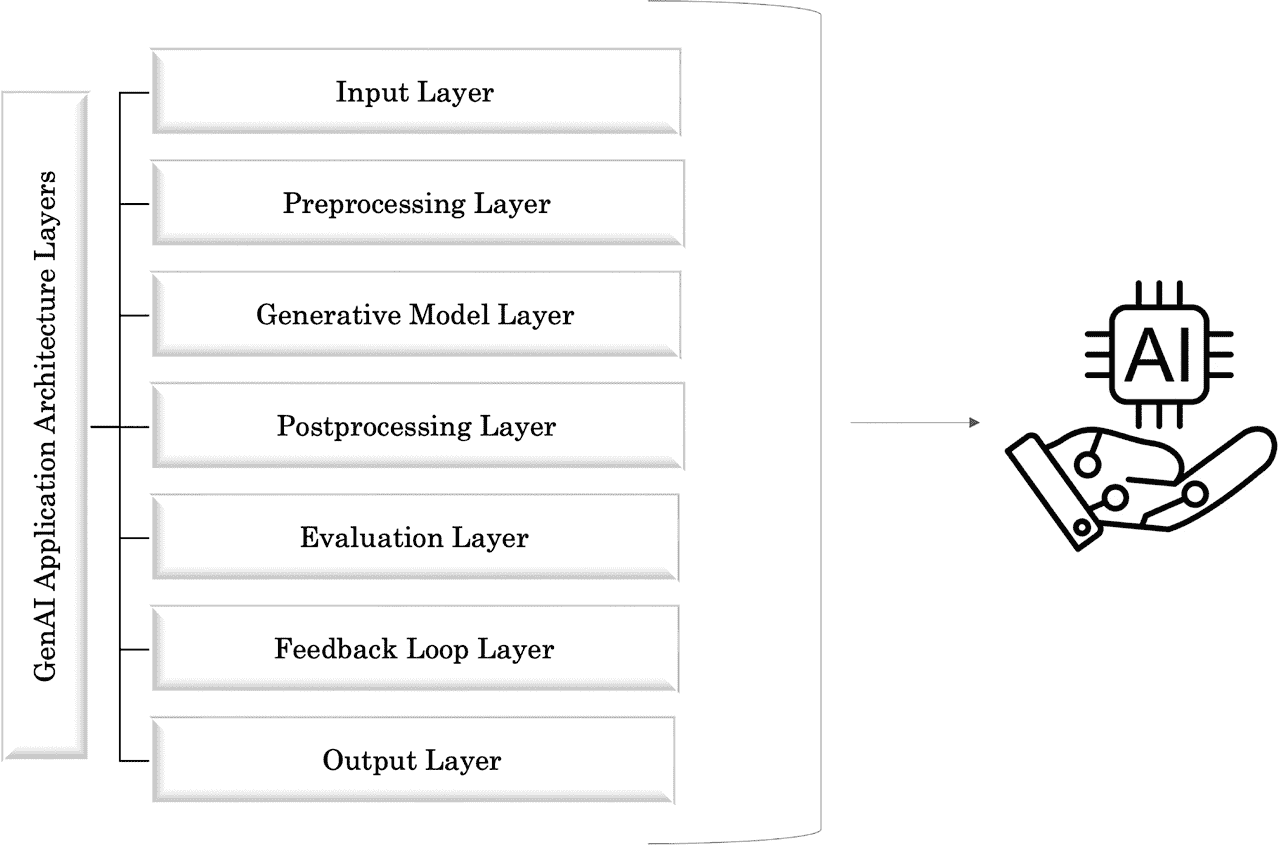 GenAI Application Architecture Layers
Input Layer
Preprocessing Layer
Generative Model Layer
Postprocessing Layer
Evaluation Layer
Feedback Loop Layer
Output Layer
AI